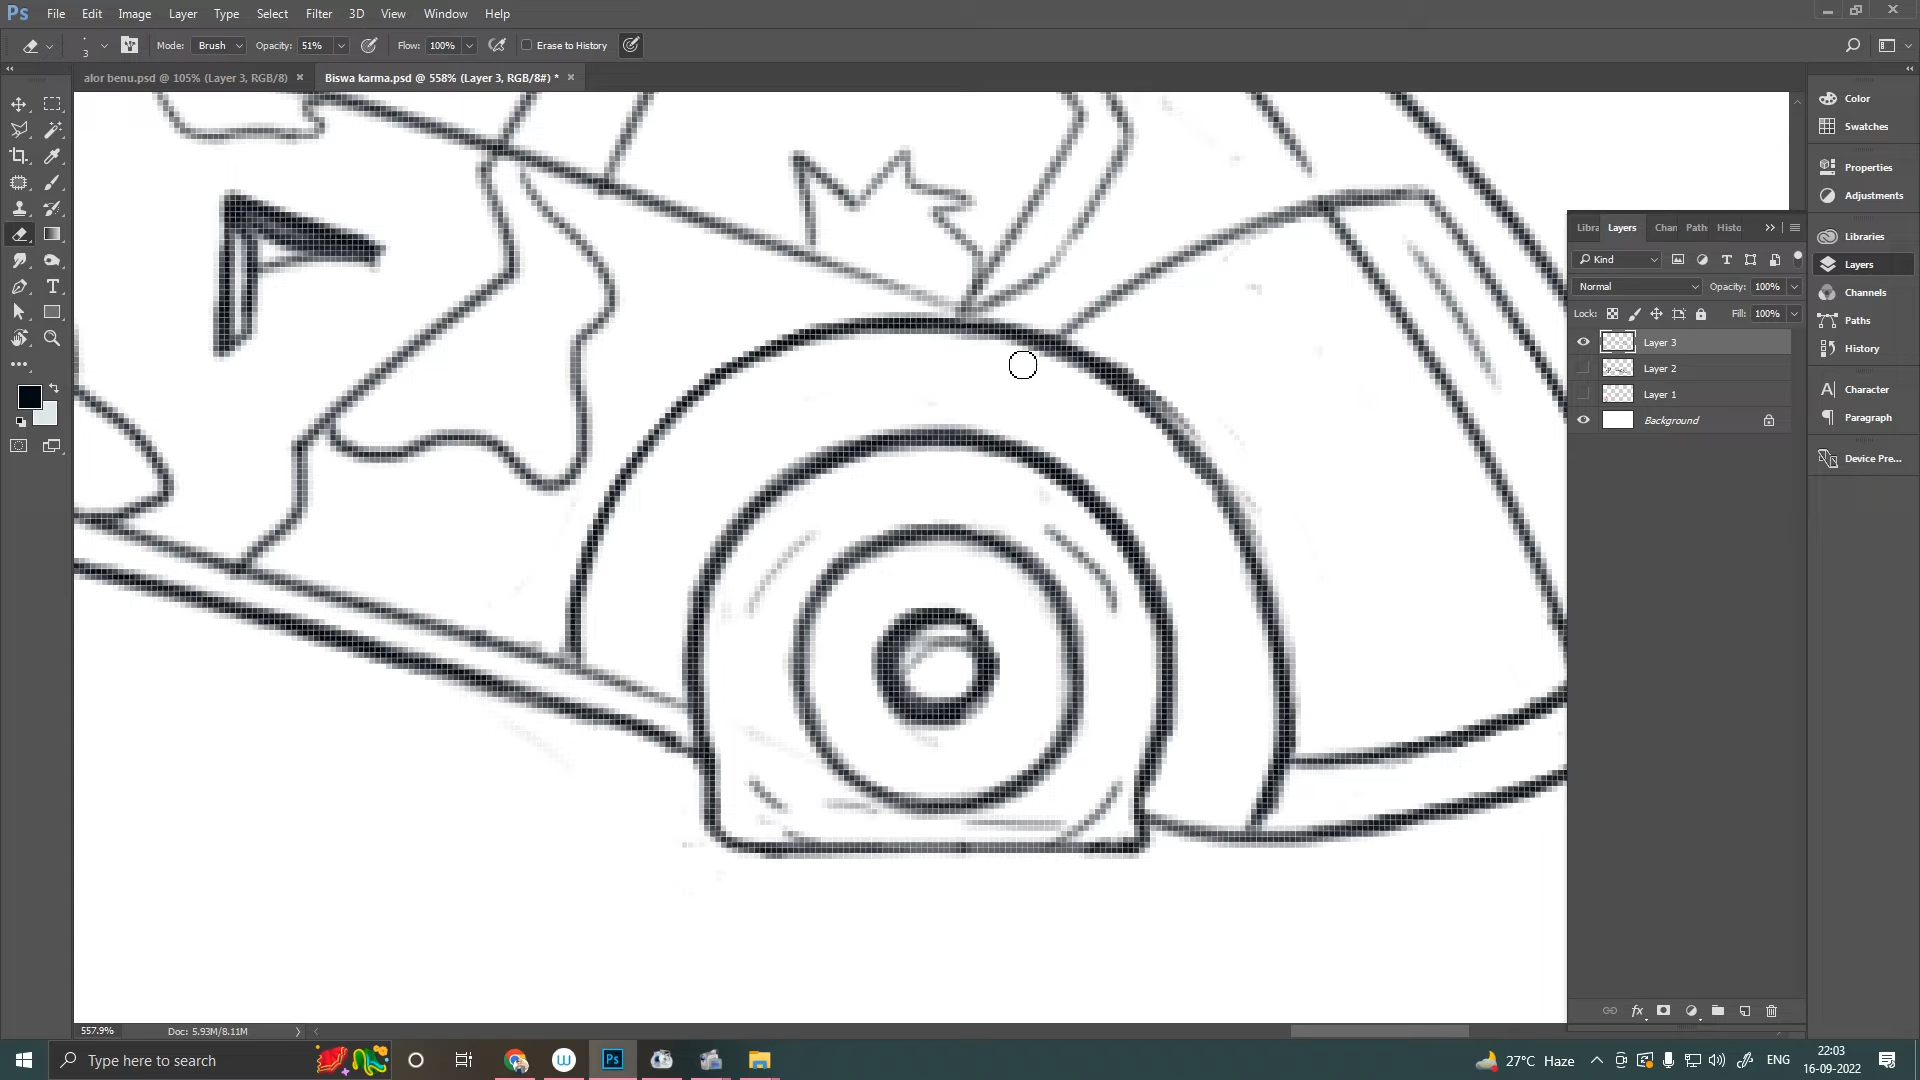 Ps File Edit Image Layer Type Select Filter 3D View Window Help
3 Mode: Brush Opacity: 51% Flow: 100% Erase to History
alor benu.psd @ 105% (Layer 3, RGB/8) × Biswa karma.psd @ 558% (Layer 3, RGB/8#) * ×
Color
Swatches
Properties
Adjustments
Libraries
Layers
Channels
Paths
History
Character
Paragraph
Device Pre...
Libra Layers Chan Path Histo
Kind
Normal Opacity: 100%
Lock: Fill: 100%
Layer 3
Layer 2
Layer 1
Background
fx
557.9% Doc: 5.93M/8.11M
Type here to search
W Ps
27°C Haze
ENG
22:03
16-09-2022